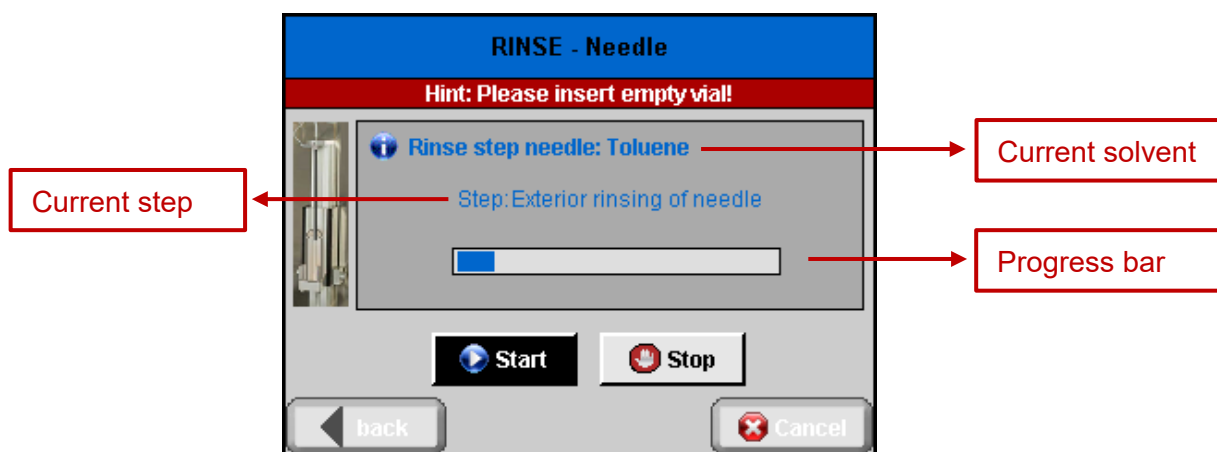 RINSE - Needle
Hint: Please insert empty vial!
Rinse step needle: Toluene
Current solvent
Current step
Step:Exterior rinsing of needle
Progress bar
Start
Stop
back
Cancel